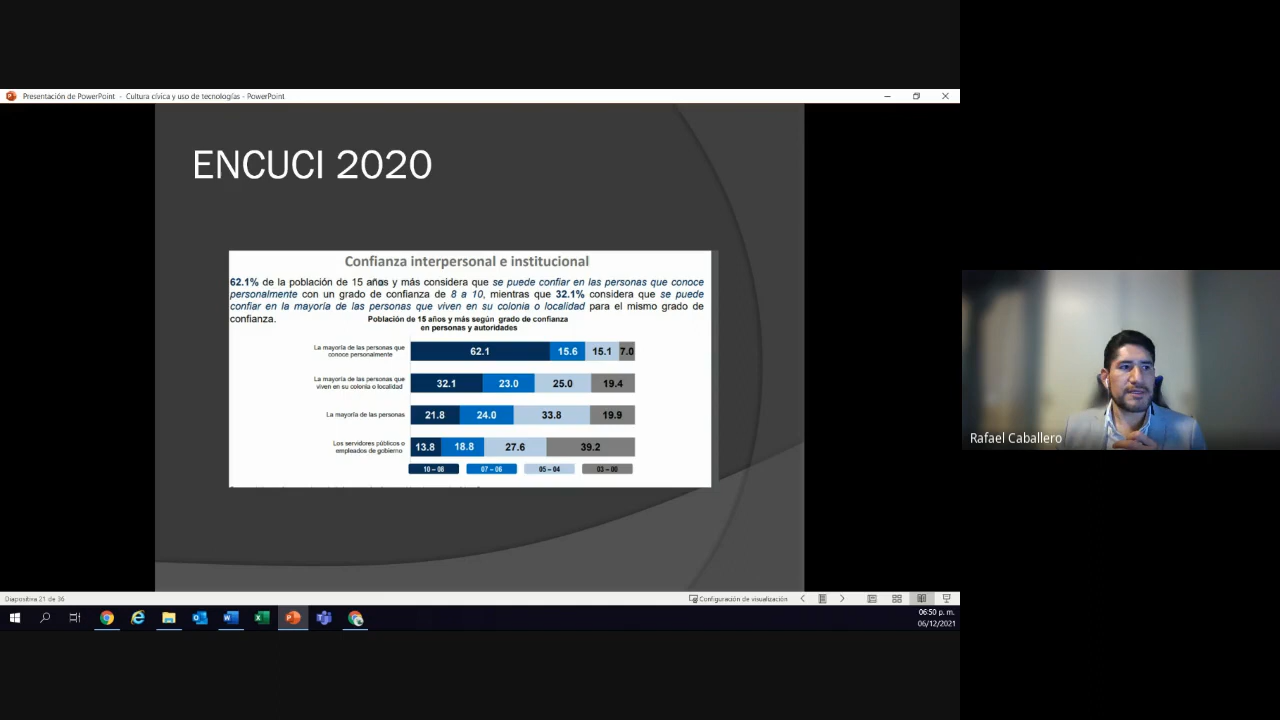 Presentación de PowerPoint - Cultura cívica y uso de tecnologías - PowerPoint
ENCUCI 2020
Confianza interpersonal e institucional
62.1% de la población de 15 años y más considera que se puede confiar en las personas que conoce
personalmente con un grado de confianza de 8 a 10, mientras que 32.1% considera que se puede
confiar en la mayoría de las personas que viven en su colonia o localidad para el mismo grado de
confianza.
Población de 15 años y más según grado de confianza
en personas y autoridades
La mayoría de las personas que
conoce personalmente
62.1 15.6 15.1 7.0
La mayoría de las personas que
viven en su colonia o localidad
32.1 23.0 25.0 19.4
La mayoría de las personas
21.8 24.0 33.8 19.9
Los servidores públicos o
empleados de gobierno
13.8 18.8 27.6 39.2
10 – 08 07 – 06 05 – 04 03 – 00
Rafael Caballero
Diapositiva 21 de 36
Configuración de visualización
06:50 p. m.
06/12/2021